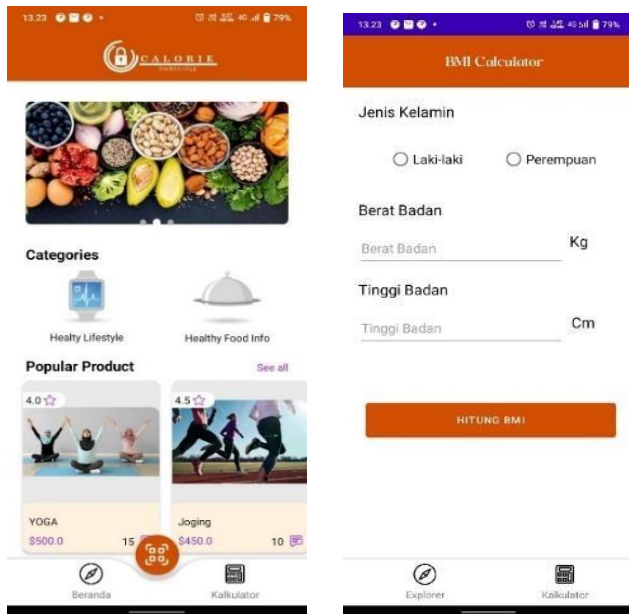 13.23
4G
79%
CALORIE
Categories
Healty Lifestyle
Healthy Food Info
Popular Product
See all
4.0
4.5
YOGA
Joging
$500.0
15
$450.0
10
Beranda
Kalkulator
13.23
4G
79%
BMI Calculator
Jenis Kelamin
Laki-laki
Perempuan
Berat Badan
Berat Badan
Kg
Tinggi Badan
Tinggi Badan
Cm
HITUNG BMI
Explorer
Kalkulator